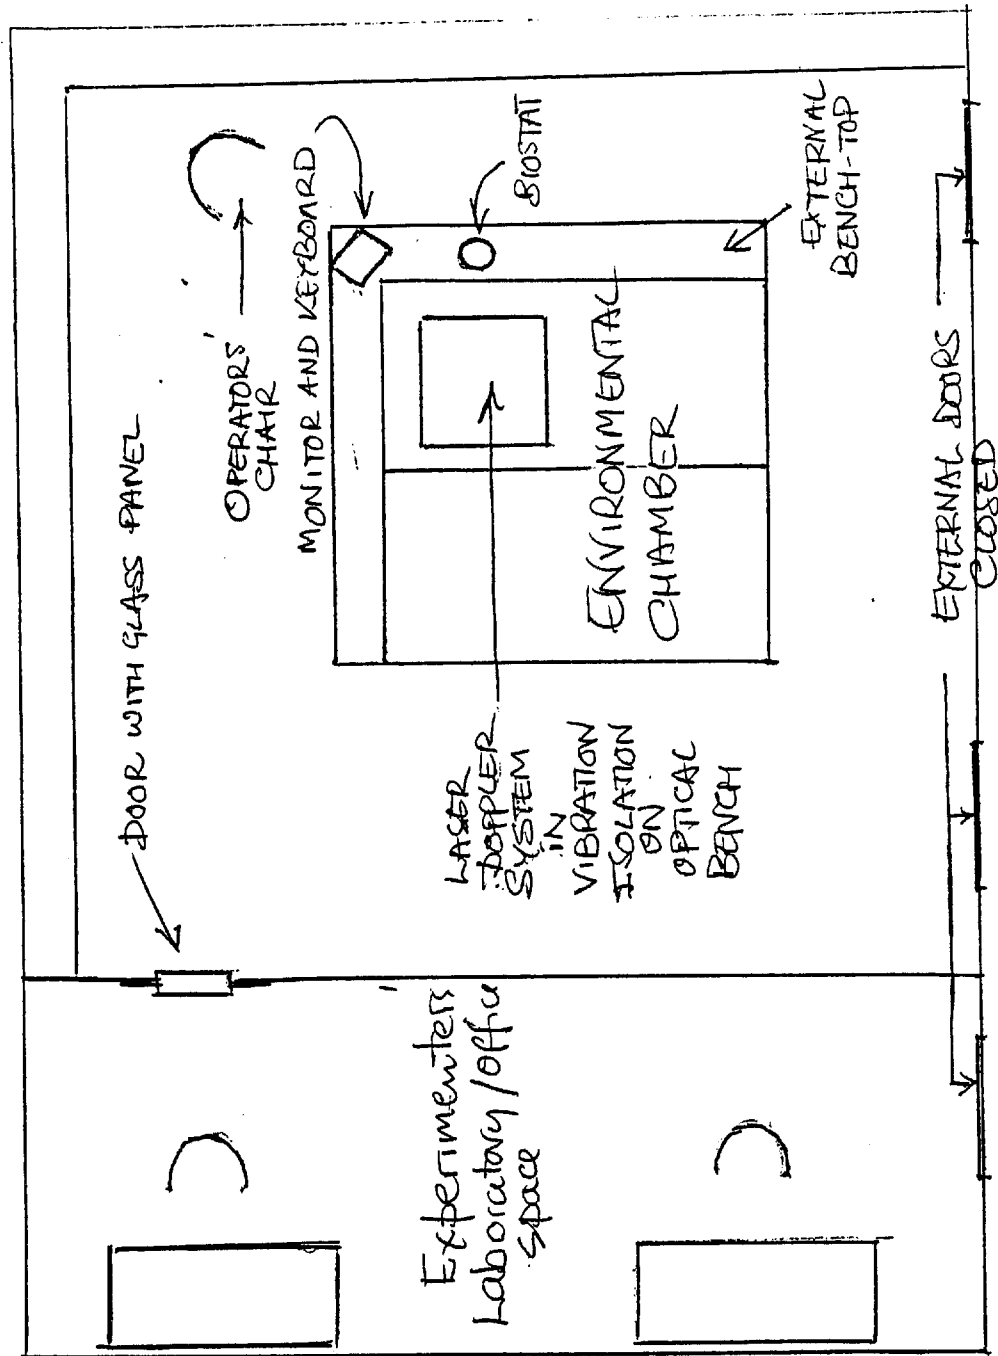 DOOR WITH GLASS PANEL
OPERATORS'
CHAIR
MONITOR AND KEYBOARD
BIOSTAT
EXTERNAL
BENCH-TOP
ENVIRONMENTAL
CHAMBER
LASER
DOPPLER
SYSTEM
IN
VIBRATION
ISOLATION
ON
OPTICAL
BENCH
EXTERNAL DOORS
CLOSED
Experimenters'
Laboratory/Office
Space